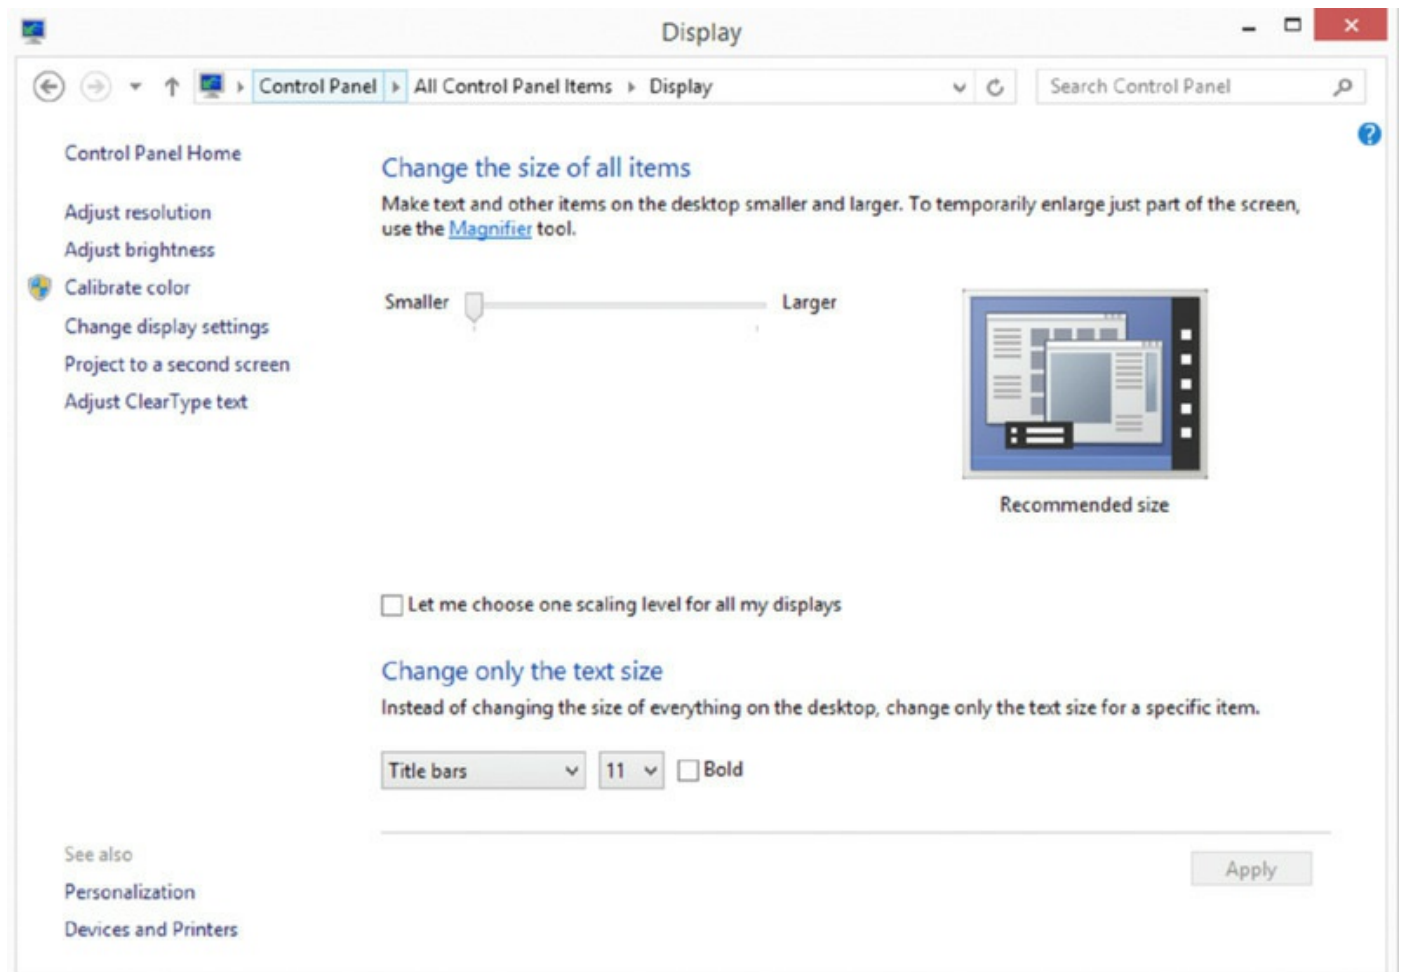 Display
Control Panel All Control Panel Items Display
Search Control Panel
Control Panel Home
Adjust resolution
Adjust brightness
Calibrate color
Change display settings
Project to a second screen
Adjust ClearType text
Change the size of all items
Make text and other items on the desktop smaller and larger. To temporarily enlarge just part of the screen,
use the Magnifier tool.
Smaller
Larger
Recommended size
Let me choose one scaling level for all my displays
Change only the text size
Instead of changing the size of everything on the desktop, change only the text size for a specific item.
Title bars
11
Bold
Apply
See also
Personalization
Devices and Printers